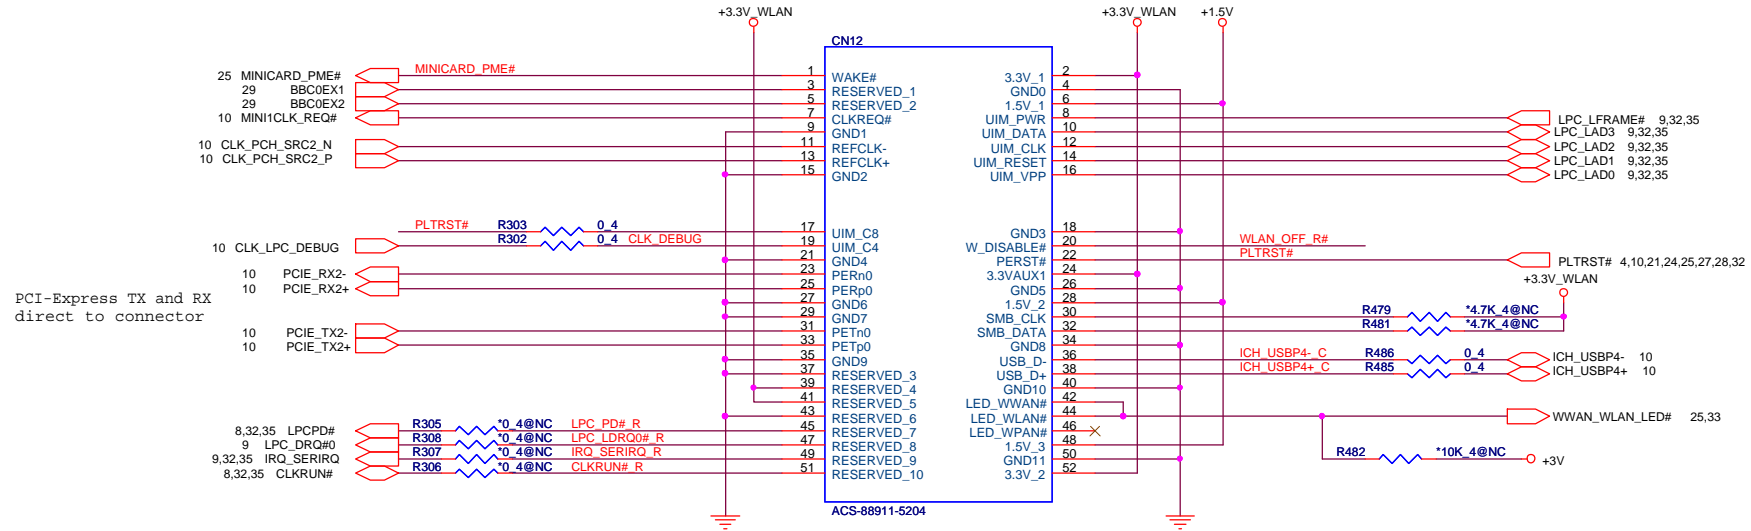 +3.3V_WLAN +3.3V_WLAN +1.5V
CN12
25 MINICARD_PME# MINICARD_PME# 1 WAKE# 3.3V_1 2
29 BBC0EX1 3 RESERVED_1 GND0 4
29 BBC0EX2 5 RESERVED_2 1.5V_1 6
10 MINI1CLK_REQ# 7 CLKREQ# UIM_PWR 8 LPC_LFRAME# 9,32,35
9 GND1 UIM_DATA 10 LPC_LAD3 9,32,35
10 CLK_PCH_SRC2_N 11 REFCLK- UIM_CLK 12 LPC_LAD2 9,32,35
10 CLK_PCH_SRC2_P 13 REFCLK+ UIM_RESET 14 LPC_LAD1 9,32,35
15 GND2 UIM_VPP 16 LPC_LAD0 9,32,35
PLTRST# R303 0_4 17 UIM_C8 GND3 18
10 CLK_LPC_DEBUG R302 0_4 CLK_DEBUG 19 UIM_C4 W_DISABLE# 20 WLAN_OFF_R#
21 GND4 PERST# 22 PLTRST# PLTRST# 4,10,21,24,25,27,28,32
10 PCIE_RX2- 23 PERn0 3.3VAUX1 24
10 PCIE_RX2+ 25 PERp0 GND5 26 +3.3V_WLAN
PCI-Express TX and RX
direct to connector
27 GND6 1.5V_2 28
29 GND7 SMB_CLK 30 R479 *4.7K_4@NC
10 PCIE_TX2- 31 PETn0 SMB_DATA 32 R481 *4.7K_4@NC
10 PCIE_TX2+ 33 PETp0 GND8 34
35 GND9 USB_D- 36 ICH_USBP4-_C R486 0_4 ICH_USBP4- 10
37 RESERVED_3 USB_D+ 38 ICH_USBP4+_C R485 0_4 ICH_USBP4+ 10
39 RESERVED_4 GND10 40
41 RESERVED_5 LED_WWAN# 42
43 RESERVED_6 LED_WLAN# 44 WWAN_WLAN_LED# 25,33
8,32,35 LPCPD# R305 *0_4@NC LPC_PD#_R 45 RESERVED_7 LED_WPAN# 46
9 LPC_DRQ#0 R308 *0_4@NC LPC_LDRQ0#_R 47 RESERVED_8 1.5V_3 48
9,32,35 IRQ_SERIRQ R307 *0_4@NC IRQ_SERIRQ_R 49 RESERVED_9 GND11 50 R482 *10K_4@NC +3V
8,32,35 CLKRUN# R306 *0_4@NC CLKRUN#_R 51 RESERVED_10 3.3V_2 52
ACS-88911-5204